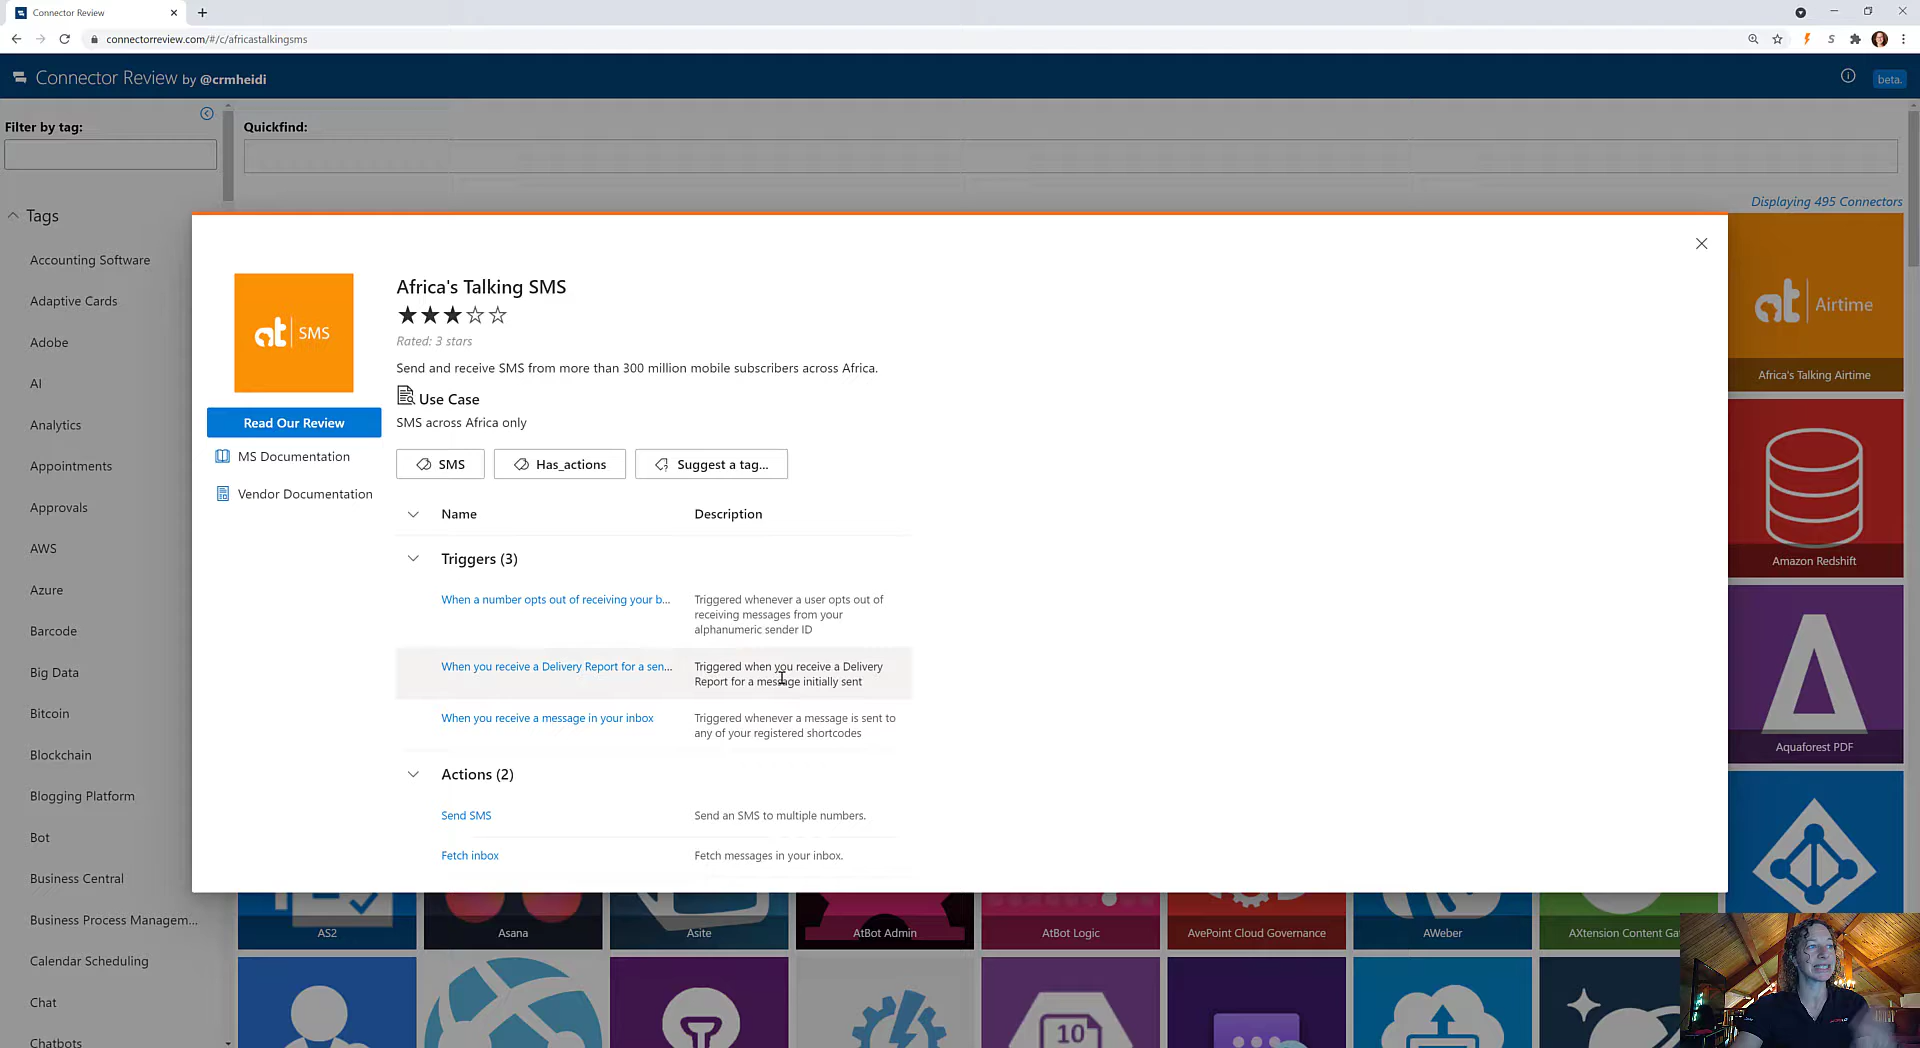 Connector Review
connectorreview.com/#/c/africastalkingsms
Connector Review by @crmheidi
beta.
Filter by tag:
Quickfind:
Displaying 495 Connectors
Tags
Accounting Software
Adaptive Cards
Adobe
AI
Analytics
Appointments
Approvals
AWS
Azure
Barcode
Big Data
Bitcoin
Blockchain
Blogging Platform
Bot
Business Central
Business Process Managem...
Calendar Scheduling
Chat
Chatbots
at SMS
Read Our Review
MS Documentation
Vendor Documentation
Africa's Talking SMS
Rated: 3 stars
Send and receive SMS from more than 300 million mobile subscribers across Africa.
Use Case
SMS across Africa only
SMS
Has_actions
Suggest a tag...
Name
Description
Triggers (3)
When a number opts out of receiving your b...
Triggered whenever a user opts out of
receiving messages from your
alphanumeric sender ID
When you receive a Delivery Report for a sen...
Triggered when you receive a Delivery
Report for a message initially sent
When you receive a message in your inbox
Triggered whenever a message is sent to
any of your registered shortcodes
Actions (2)
Send SMS
Send an SMS to multiple numbers.
Fetch inbox
Fetch messages in your inbox.
at Airtime
Africa's Talking Airtime
Amazon Redshift
Aquaforest PDF
AS2
Asana
Asite
AtBot Admin
AtBot Logic
AvePoint Cloud Governance
AWeber
AXtension Content Ga
10